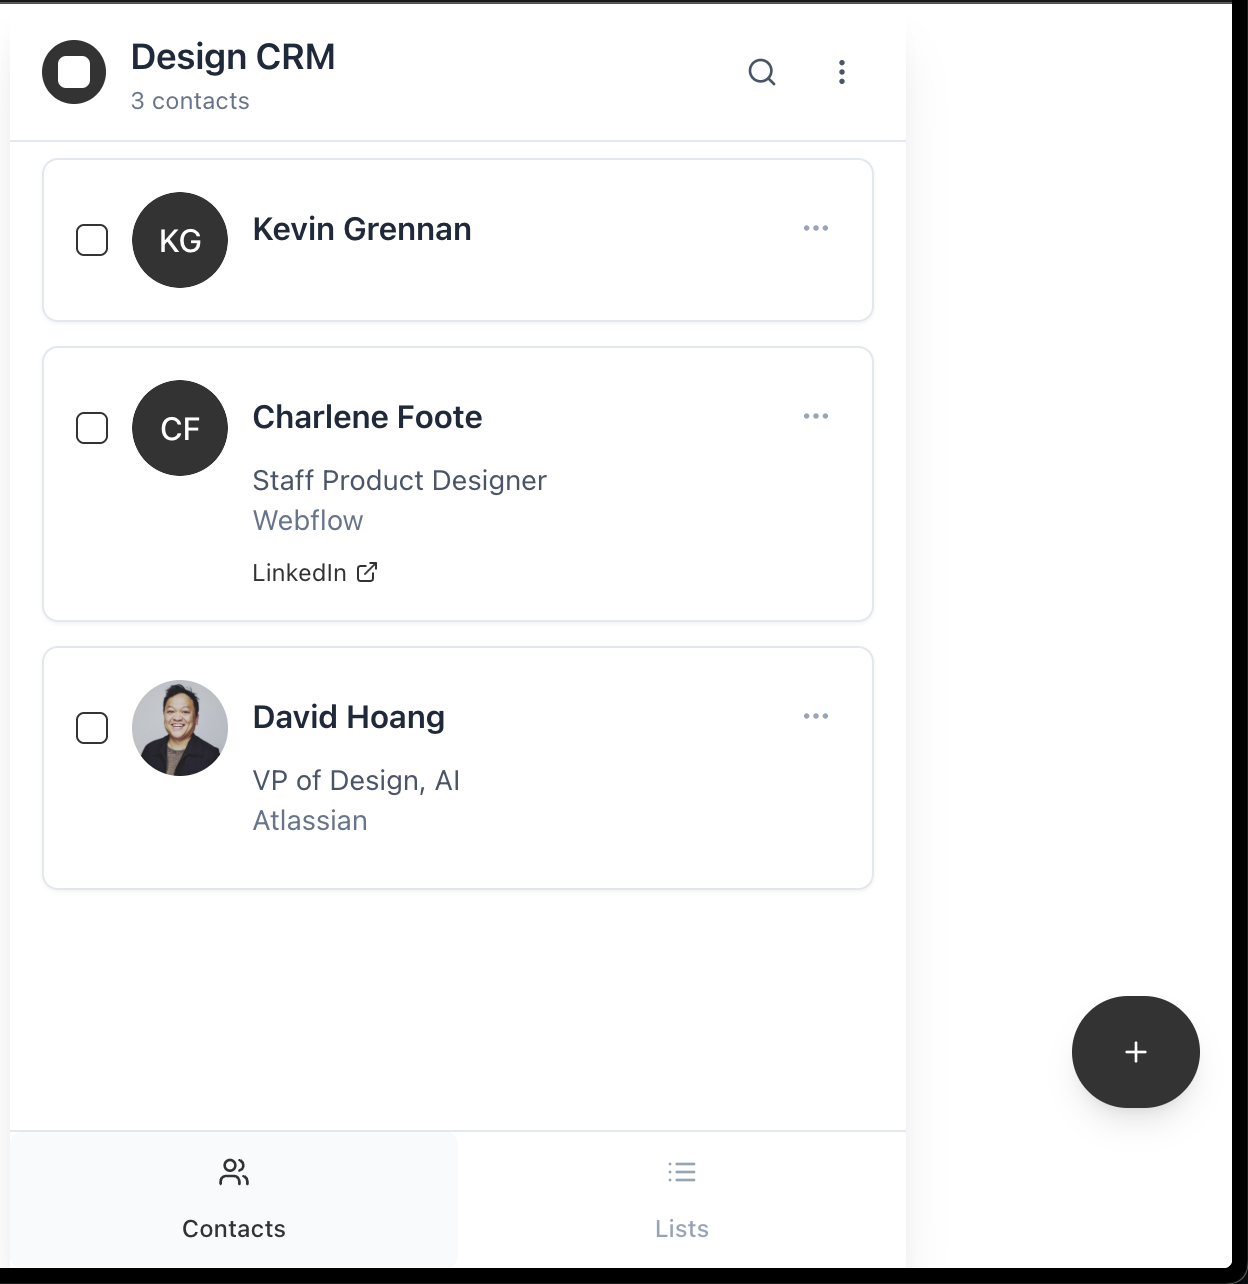 Design CRM
3 contacts
KG
Kevin Grennan
CF
Charlene Foote
Staff Product Designer
Webflow
LinkedIn
David Hoang
VP of Design, AI
Atlassian
Contacts
Lists